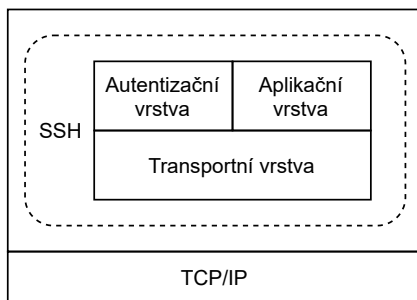 Autentizační
vrstva
Aplikační
vrstva
SSH
Transportní vrstva
TCP/IP